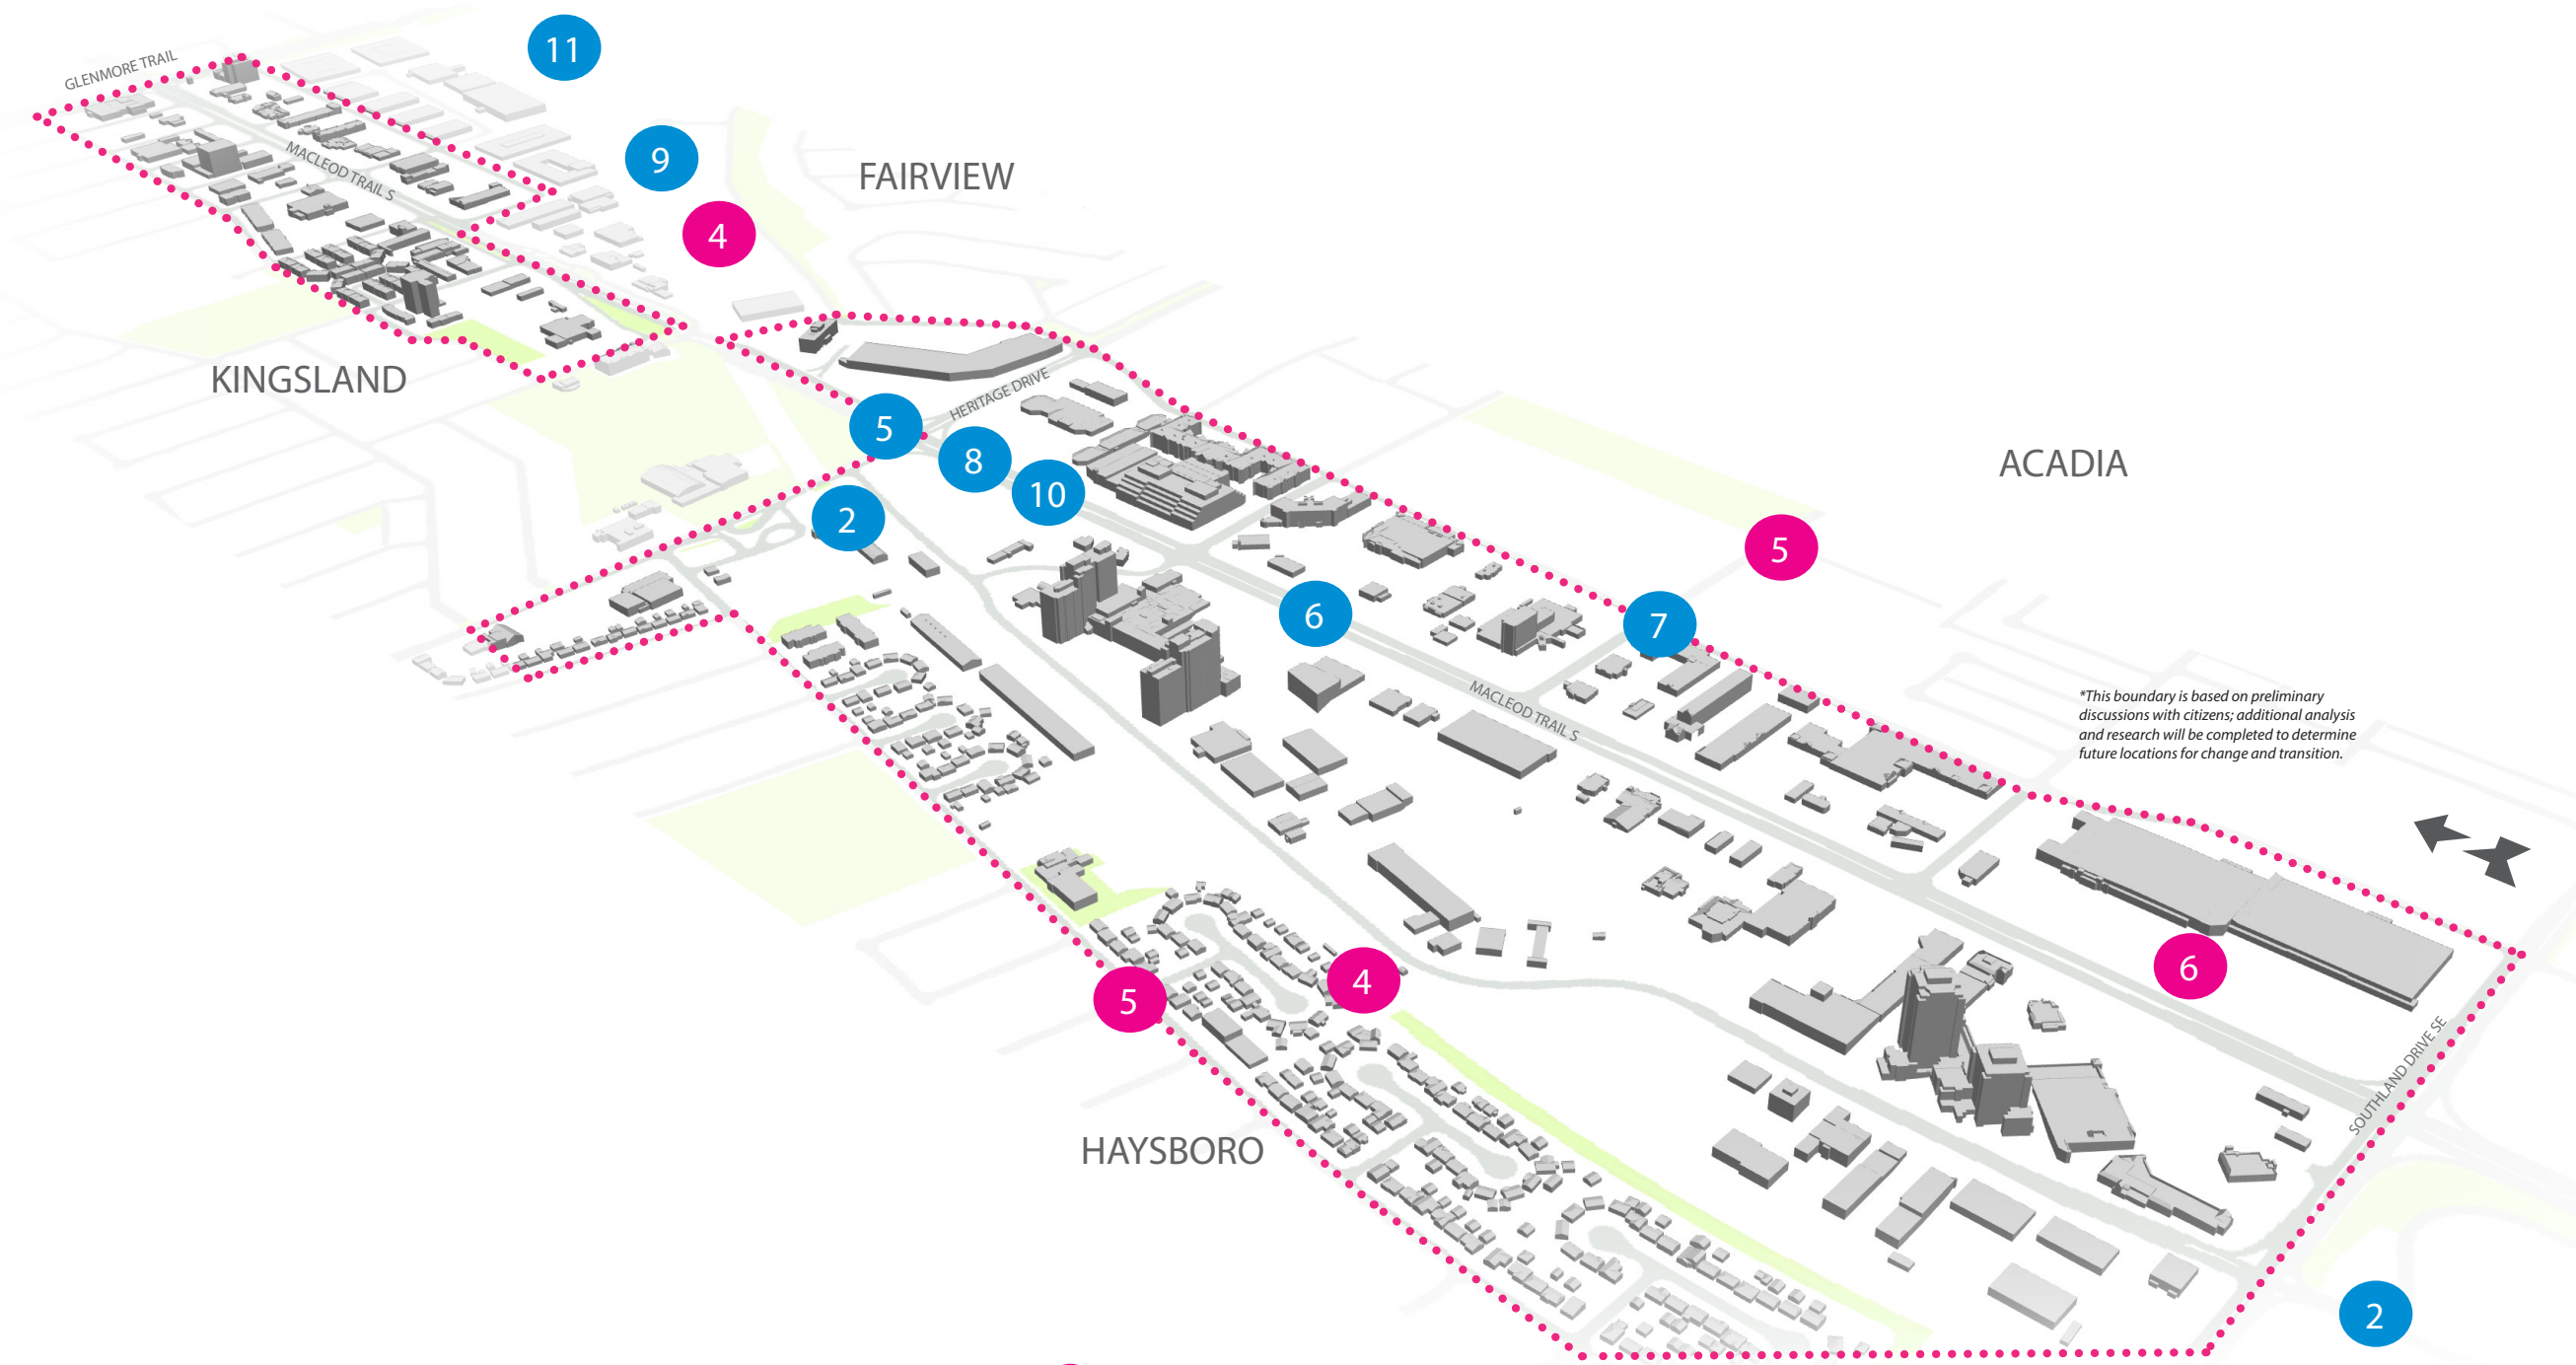 11
GLENMORE TRAIL
9
MACLEOD TRAIL S
FAIRVIEW
4
KINGSLAND
HERITAGE DRIVE
5
8
10
2
ACADIA
5
6
7
MACLEOD TRAIL S
*This boundary is based on preliminary
discussions with citizens; additional analysis
and research will be completed to determine
future locations for change and transition.
6
4
5
HAYSBORO
SOUTHLAND DRIVE SE
2